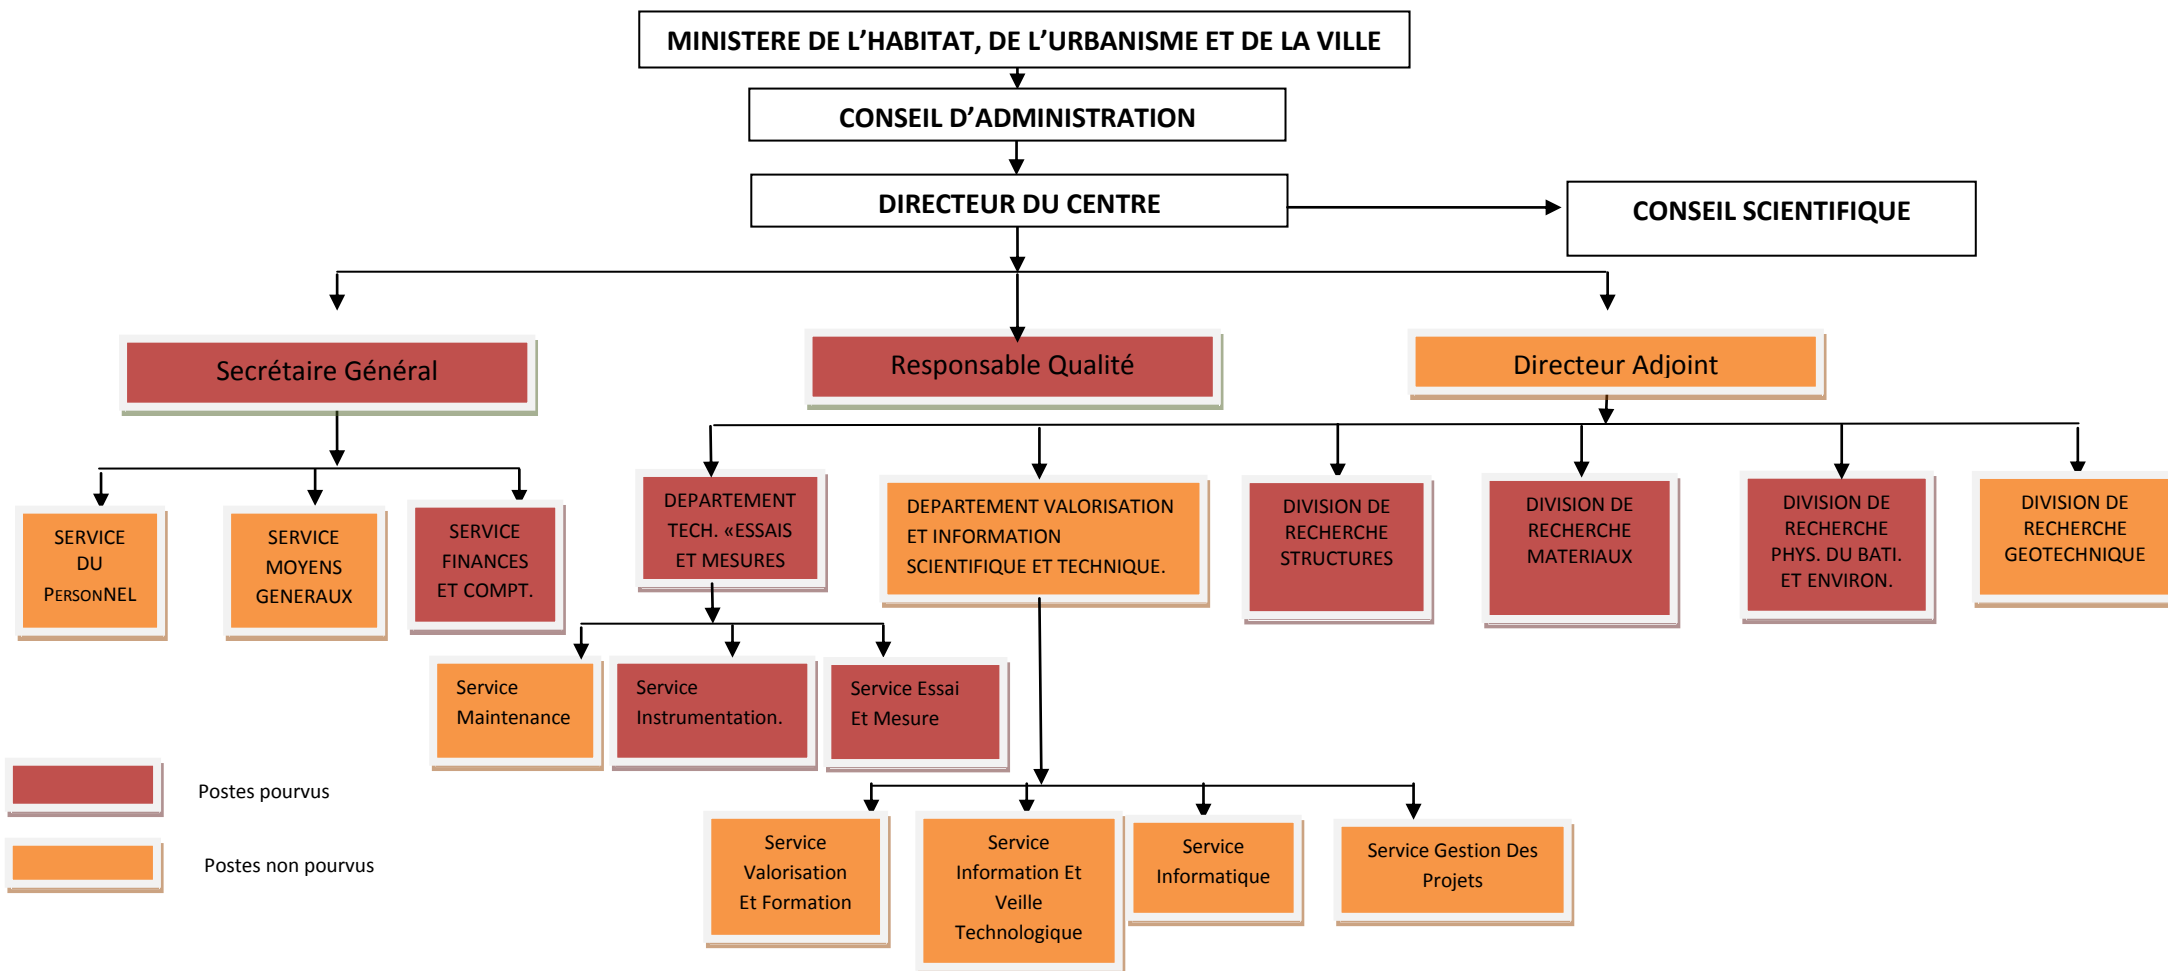 MINISTERE DE L’HABITAT, DE L’URBANISME ET DE LA VILLE
CONSEIL D’ADMINISTRATION
DIRECTEUR DU CENTRE
CONSEIL SCIENTIFIQUE
Secrétaire Général
Responsable Qualité
Directeur Adjoint
SERVICE
DU
PERSONNEL
SERVICE
MOYENS
GENERAUX
SERVICE
FINANCES
ET COMPT.
DEPARTEMENT
TECH. «ESSAIS
ET MESURES
DEPARTEMENT VALORISATION
ET INFORMATION
SCIENTIFIQUE ET TECHNIQUE.
DIVISION DE
RECHERCHE
STRUCTURES
DIVISION DE
RECHERCHE
MATERIAUX
DIVISION DE
RECHERCHE
PHYS. DU BATI.
ET ENVIRON.
DIVISION DE
RECHERCHE
GEOTECHNIQUE
Service
Maintenance
Service
Instrumentation.
Service Essai
Et Mesure
Postes pourvus
Postes non pourvus
Service
Valorisation
Et Formation
Service
Information Et
Veille
Technologique
Service
Informatique
Service Gestion Des
Projets